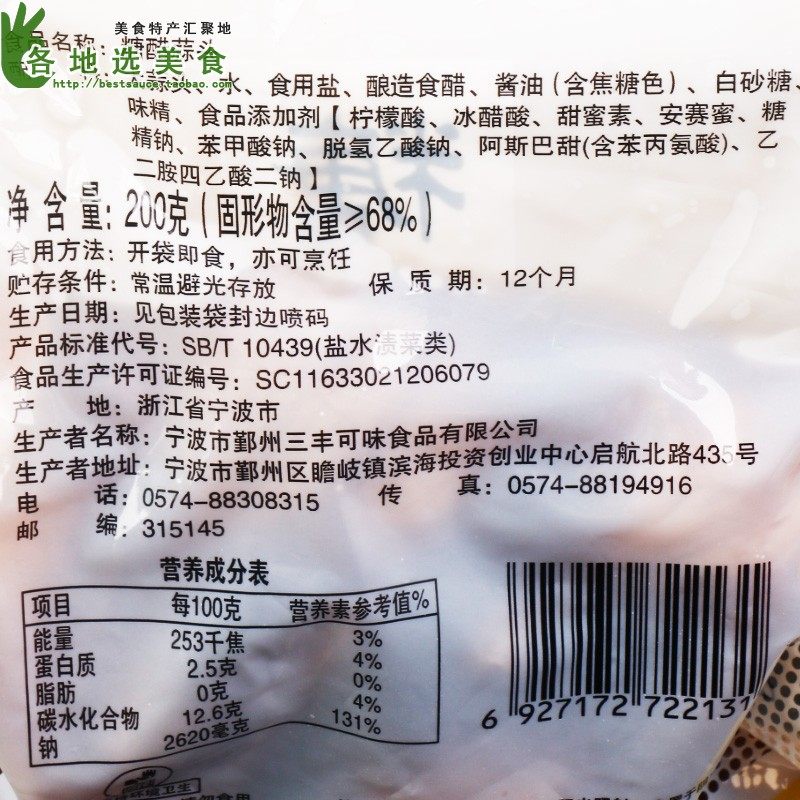 美食特产汇聚地
各地选美食
http://bestsauce.taobao.com
食品名称：糖醋蒜头
水、食用盐、酿造食醋、酱油（含焦糖色）、白砂糖、
味精、食品添加剂【柠檬酸、冰醋酸、甜蜜素、安赛蜜、糖
精钠、苯甲酸钠、脱氢乙酸钠、阿斯巴甜(含苯丙氨酸)、乙
二胺四乙酸二钠】
净含量：200克（固形物含量≥68%）
食用方法：开袋即食，亦可烹饪
贮存条件：常温避光存放 保质期：12个月
生产日期：见包装袋封边喷码
产品标准代号：SB/T 10439(盐水渍菜类)
食品生产许可证编号：SC11633021206079
产 地：浙江省宁波市
生产者名称：宁波市鄞州三丰可味食品有限公司
生产者地址：宁波市鄞州区瞻岐镇滨海投资创业中心启航北路435号
电 话：0574-88308315 传 真：0574-88194916
邮 编：315145
营养成分表
项目 每100克 营养素参考值%
能量 253千焦 3%
蛋白质 2.5克 4%
脂肪 0克 0%
碳水化合物 12.6克 4%
钠 2620毫克 131%
6 927172 722131